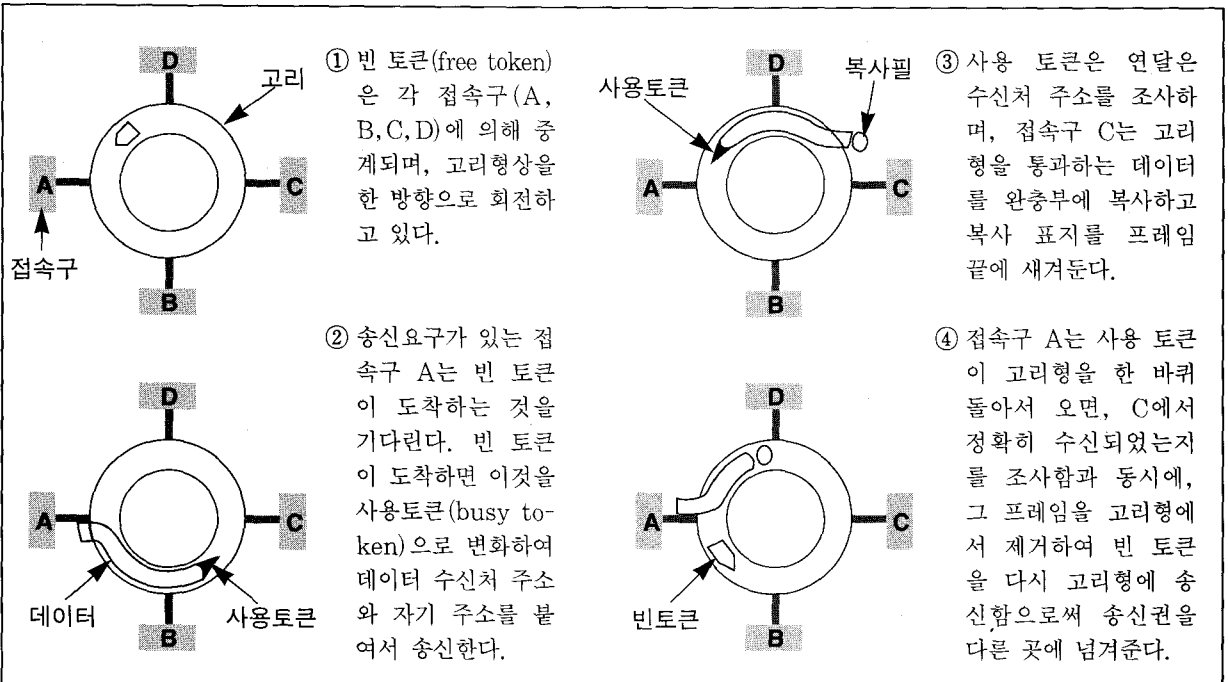 D
고리
A
C
접속구
B
① 빈 토큰(free token)
은 각 접속구(A,
B, C, D)에 의해 중
계되며, 고리형상을
한 방향으로 회전하
고 있다.
D
A
C
데이터
사용토큰
B
② 송신요구가 있는 접
속구 A는 빈 토큰
이 도착하는 것을
기다린다. 빈 토큰
이 도착하면 이것을
사용토큰(busy to-
ken)으로 변화하여
데이터 수신처 주소
와 자기 주소를 붙
여서 송신한다.
사용토큰
D
복사필
A
C
B
③ 사용 토큰은 연달은
수신처 주소를 조사하
며, 접속구 C는 고리
형을 통과하는 데이터
를 완충부에 복사하고
복사 표지를 프레임
끝에 새겨둔다.
D
A
C
빈토큰
B
④ 접속구 A는 사용 토큰
이 고리형을 한 바퀴
돌아서 오면, C에서
정확히 수신되었는지
를 조사함과 동시에,
그 프레임을 고리형에
서 제거하여 빈 토큰
을 다시 고리형에 송
신함으로써 송신권을
다른 곳에 넘겨준다.